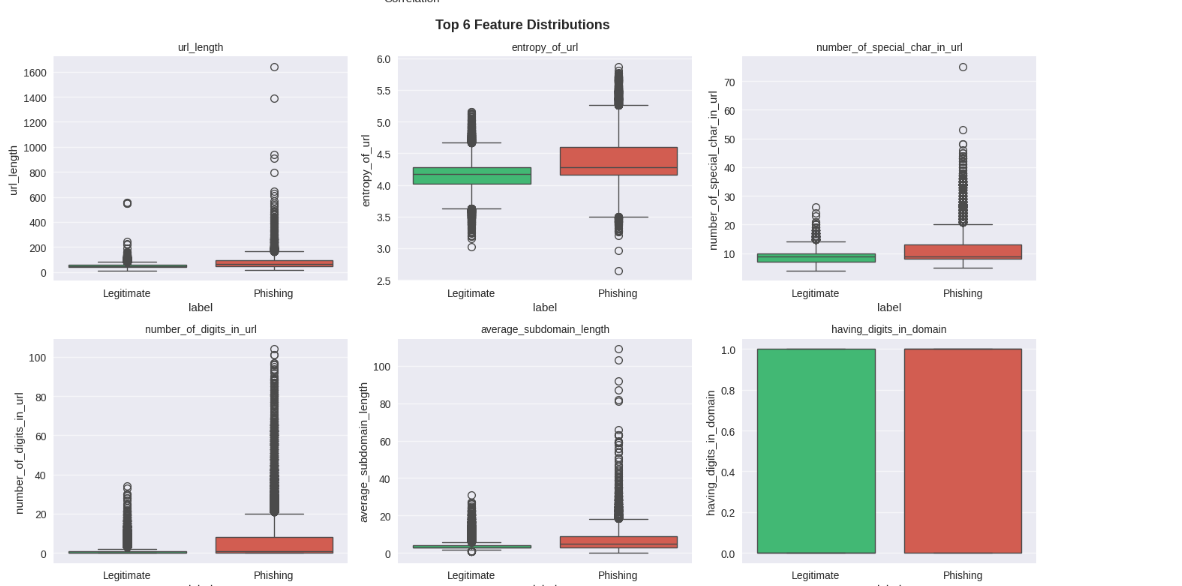 Correlation
Top 6 Feature Distributions
url_length
1600
1400
1200
1000
800
600
400
200
0
url_length
Legitimate Phishing
label
entropy_of_url
6.0
5.5
5.0
4.5
4.0
3.5
3.0
2.5
entropy_of_url
Legitimate Phishing
label
number_of_special_char_in_url
70
60
50
40
30
20
10
number_of_special_char_in_url
Legitimate Phishing
label
number_of_digits_in_url
100
80
60
40
20
0
number_of_digits_in_url
Legitimate Phishing
average_subdomain_length
100
80
60
40
20
0
average_subdomain_length
Legitimate Phishing
having_digits_in_domain
1.0
0.8
0.6
0.4
0.2
0.0
having_digits_in_domain
Legitimate Phishing